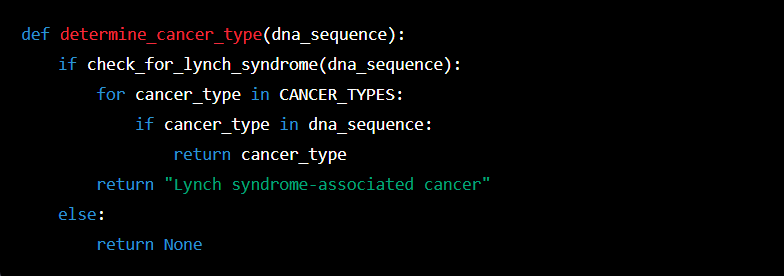 def determine_cancer_type(dna_sequence):
    if check_for_lynch_syndrome(dna_sequence):
        for cancer_type in CANCER_TYPES:
            if cancer_type in dna_sequence:
                return cancer_type
        return "Lynch syndrome-associated cancer"
    else:
        return None